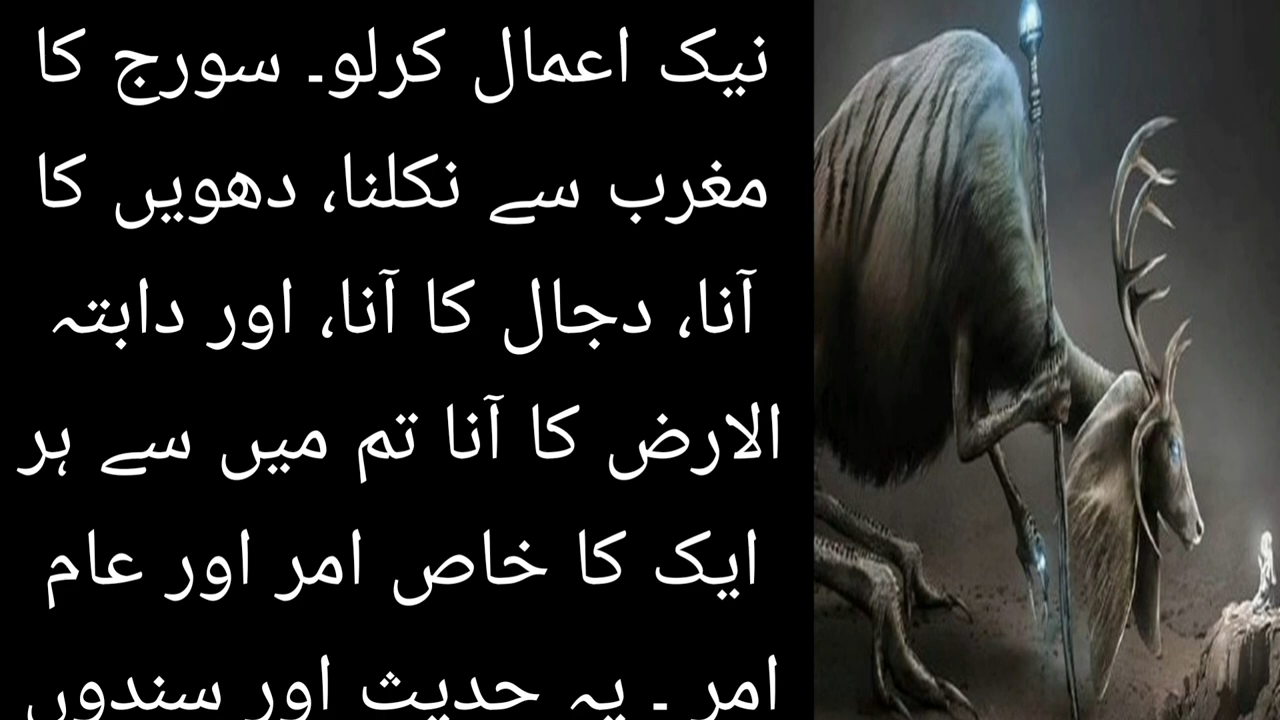 نیک اعمال کرلو۔ سورج کا
مغرب سے نکلنا، دھویں کا
آنا، دجال کا آنا، اور دابتہ
الارض کا آنا تم میں سے ہر
ایک کا خاص امر اور عام
امر ۔ یہ حدیث اور سندوں